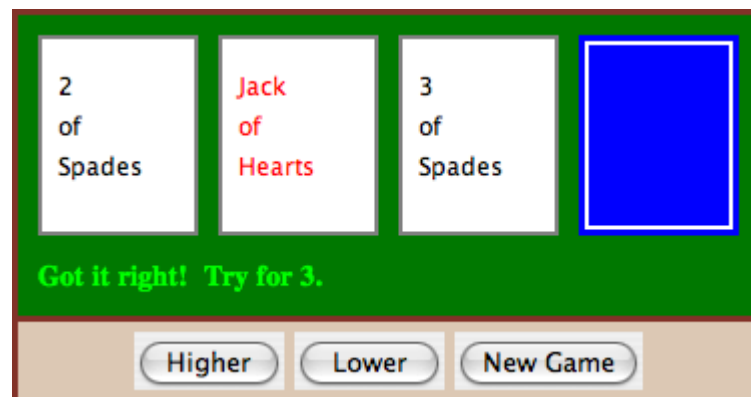 2
of
Spades
Jack
of
Hearts
3
of
Spades
Got it right!  Try for 3.
Higher
Lower
New Game